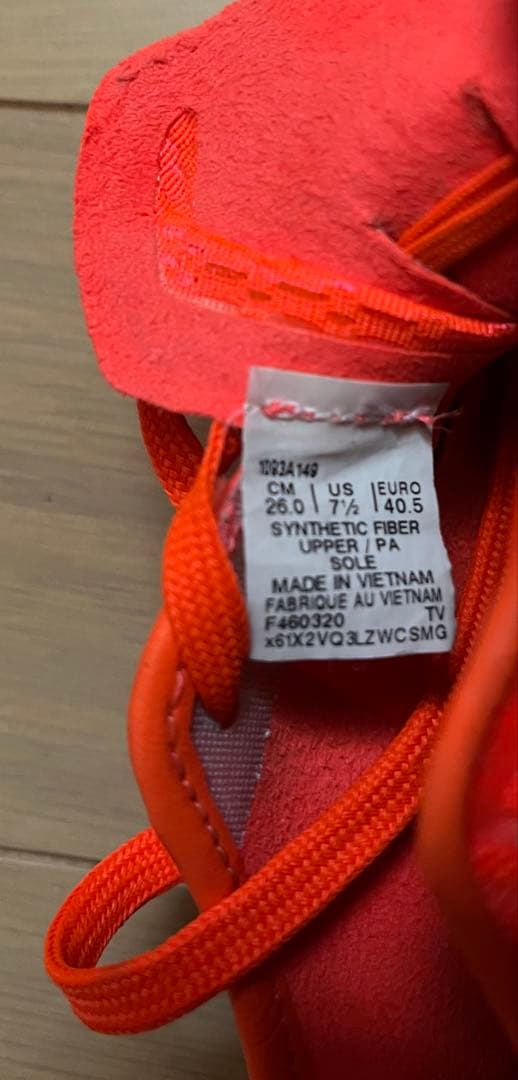 1093A149
CM | US | EURO
26.0 | 7½ | 40.5
SYNTHETIC FIBER
UPPER / PA
SOLE
MADE IN VIETNAM
FABRIQUE AU VIETNAM
F460320 TV
x61X2VQ3LZWCSMG